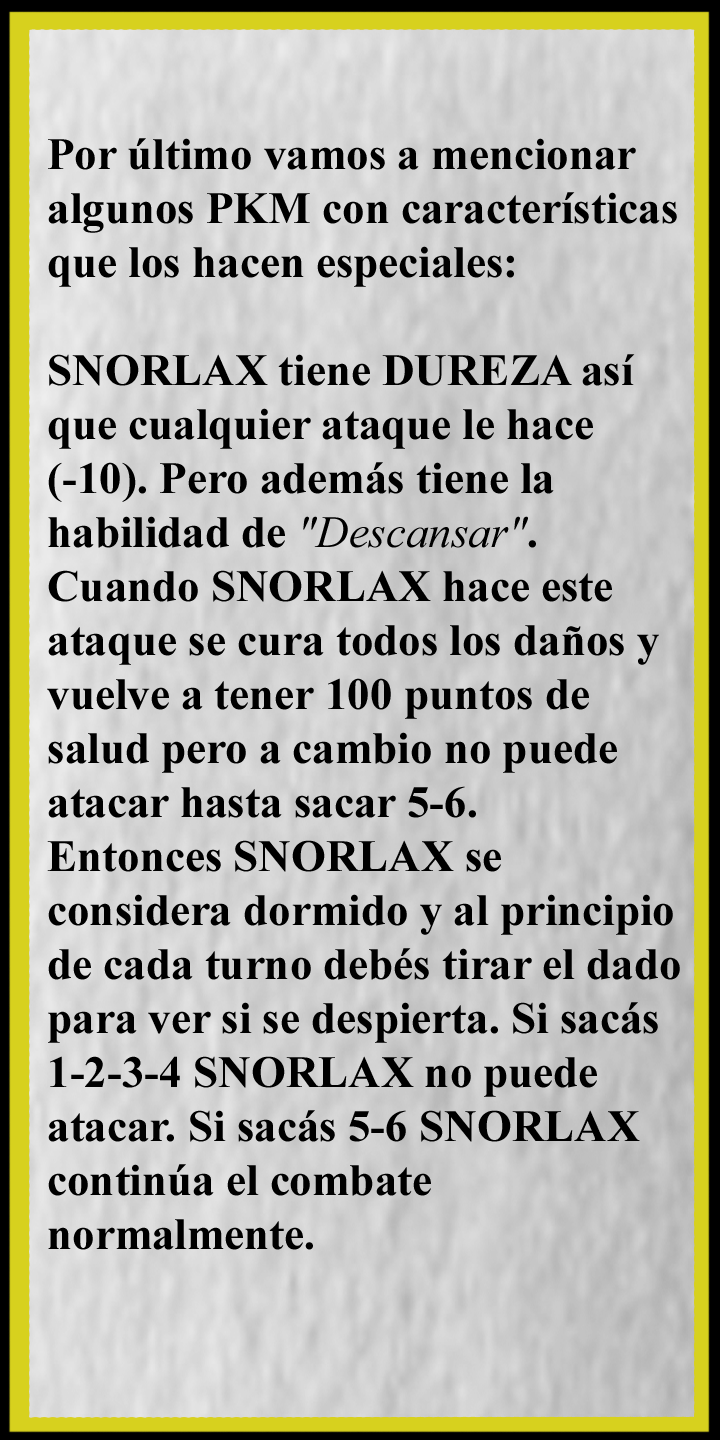 Por último vamos a mencionar
algunos PKM con características
que los hacen especiales:
SNORLAX tiene DUREZA así
que cualquier ataque le hace
(-10). Pero además tiene la
habilidad de "Descansar".
Cuando SNORLAX hace este
ataque se cura todos los daños y
vuelve a tener 100 puntos de
salud pero a cambio no puede
atacar hasta sacar 5-6.
Entonces SNORLAX se
considera dormido y al principio
de cada turno debés tirar el dado
para ver si se despierta. Si sacás
1-2-3-4 SNORLAX no puede
atacar. Si sacás 5-6 SNORLAX
continúa el combate
normalmente.